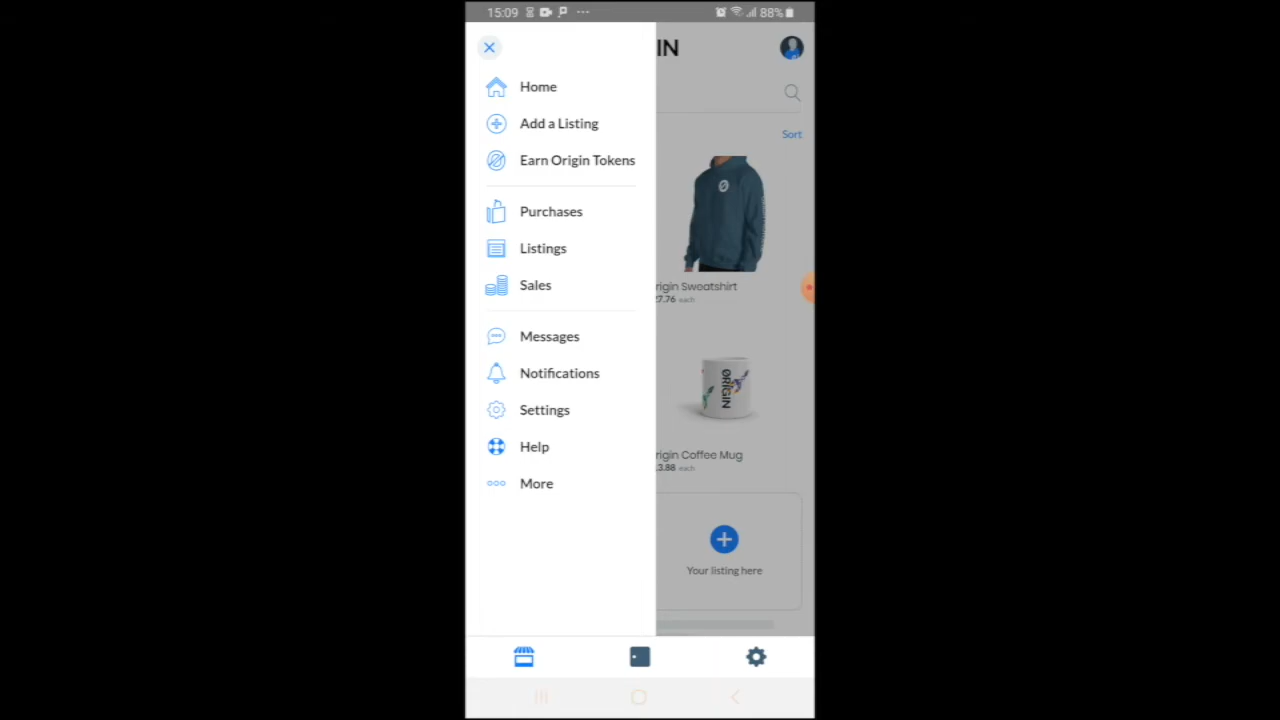 15:09
88%
IN
Home
Add a Listing
Earn Origin Tokens
Sort
Purchases
Listings
Sales
rigin Sweatshirt
7.76 each
Messages
Notifications
Settings
Help
More
ORIGIN
rigin Coffee Mug
3.88 each
Your listing here